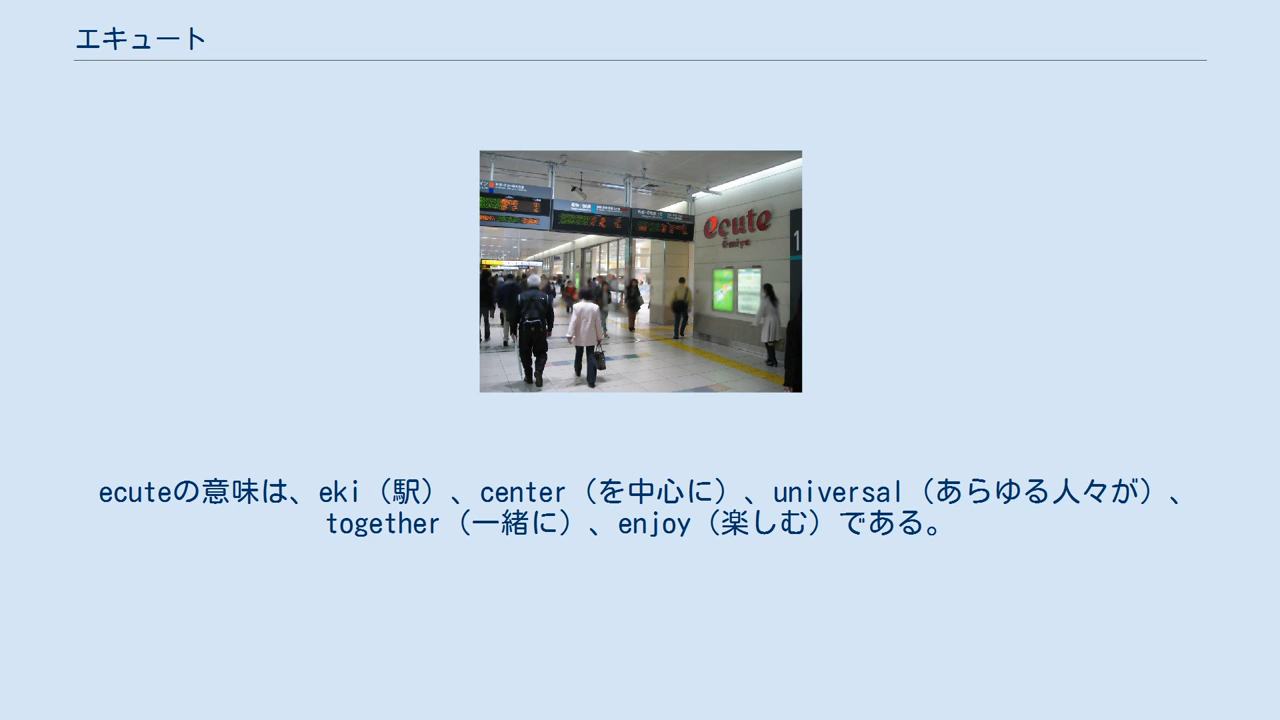 エキュート
ecute
Omiya
1
ecuteの意味は、eki（駅）、center（を中心に）、universal（あらゆる人々が）、
together（一緒に）、enjoy（楽しむ）である。